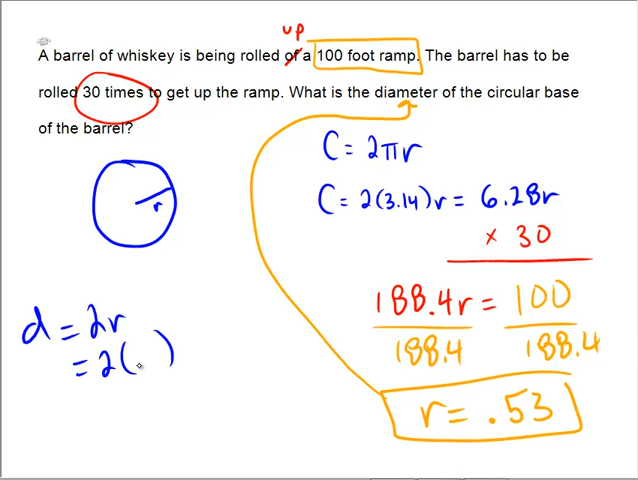 up
A barrel of whiskey is being rolled of a 100 foot ramp. The barrel has to be
rolled 30 times to get up the ramp. What is the diameter of the circular base
of the barrel?
C = 2πr
C = 2(3.14)r = 6.28r
x 30
r
188.4r = 100
188.4 188.4
d = 2r
= 2( )
r = .53